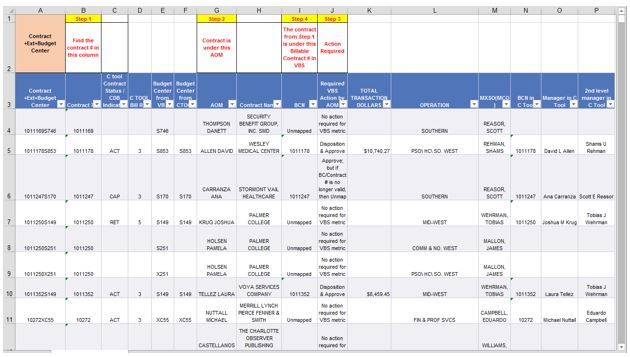 A B C D E F G H I J K L M N O P
1 Step 1 Step 2 Step 4 Step 3
2 Contract +Ext+Budget Center Find the contract # in this column Contract is under this AOM The contract from Step 1 is under this Billable Contract # in VBS Action Required
3 Contract +Ext+Budget Center Contract C tool Contract Status / CDB Indicat C TOOL Bill R Budget Center from VB Budget Center from CTO AOM Contract Nam BCN Required VBS Action by AOM TOTAL TRANSACTION DOLLARS OPERATION MXSO(MCO) BCN in C Tool Manager in C Tool 2nd level manager in C Tool
4 1011169S746 1011169 S746 THOMPSON DANETT SECURITY BENEFIT GROUP, INC. SMD Unmapped No action required for VBS metric SOUTHERN REASOR, SCOTT
5 1011178S853 1011178 ACT 3 S853 S853 ALLEN DAVID WESLEY MEDICAL CENTER 1011178 Disposition & Approve $10,740.27 PSO\ HC\ SO. WEST REHMAN, SHAMS 1011178 David L Allen Shams U Rehman
6 1011247S170 1011247 CAP 3 S170 S170 CARRANZA ANA STORMONT VAIL HEALTHCARE 1011247 Approve; but if BC/Contract # is no longer valid, then Unmap SOUTHERN REASOR, SCOTT 1011247 Ana Carranza Scott E Reasor
7 1011250S149 1011250 RET 5 S149 S149 KRUG JOSHUA PALMER COLLEGE Unmapped No action required for VBS metric MID-WEST WEHRMAN, TOBIAS 1011250 Joshua M Krug Tobias J Wehrman
8 1011250S251 1011250 S251 HOLSEN PAMELA PALMER COLLEGE Unmapped No action required for VBS metric COMM & NO. WEST MALLON, JAMES
9 1011250X251 1011250 X251 HOLSEN PAMELA PALMER COLLEGE Unmapped No action required for VBS metric PSO\ HC\ SO. WEST MALLON, JAMES
10 1011352S149 1011352 ACT 3 S149 S149 TELLEZ LAURA VOYA SERVICES COMPANY 1011352 Disposition & Approve $8,459.45 MID-WEST WEHRMAN, TOBIAS 1011352 Laura Tellez Tobias J Wehrman
11 10272XC55 10272 ACT 3 XC55 XC55 NUTTALL MICHAEL MERRILL LYNCH PIERCE FENNER & SMITH Unmapped No action required for VBS metric FIN & PROF SVCS CAMPBELL, EDUARDO 10272 Michael Nuttall Eduardo Campbell
CASTELLANOS THE CHARLOTTE OBSERVER PUBLISHING No action required for WILLIAMS,